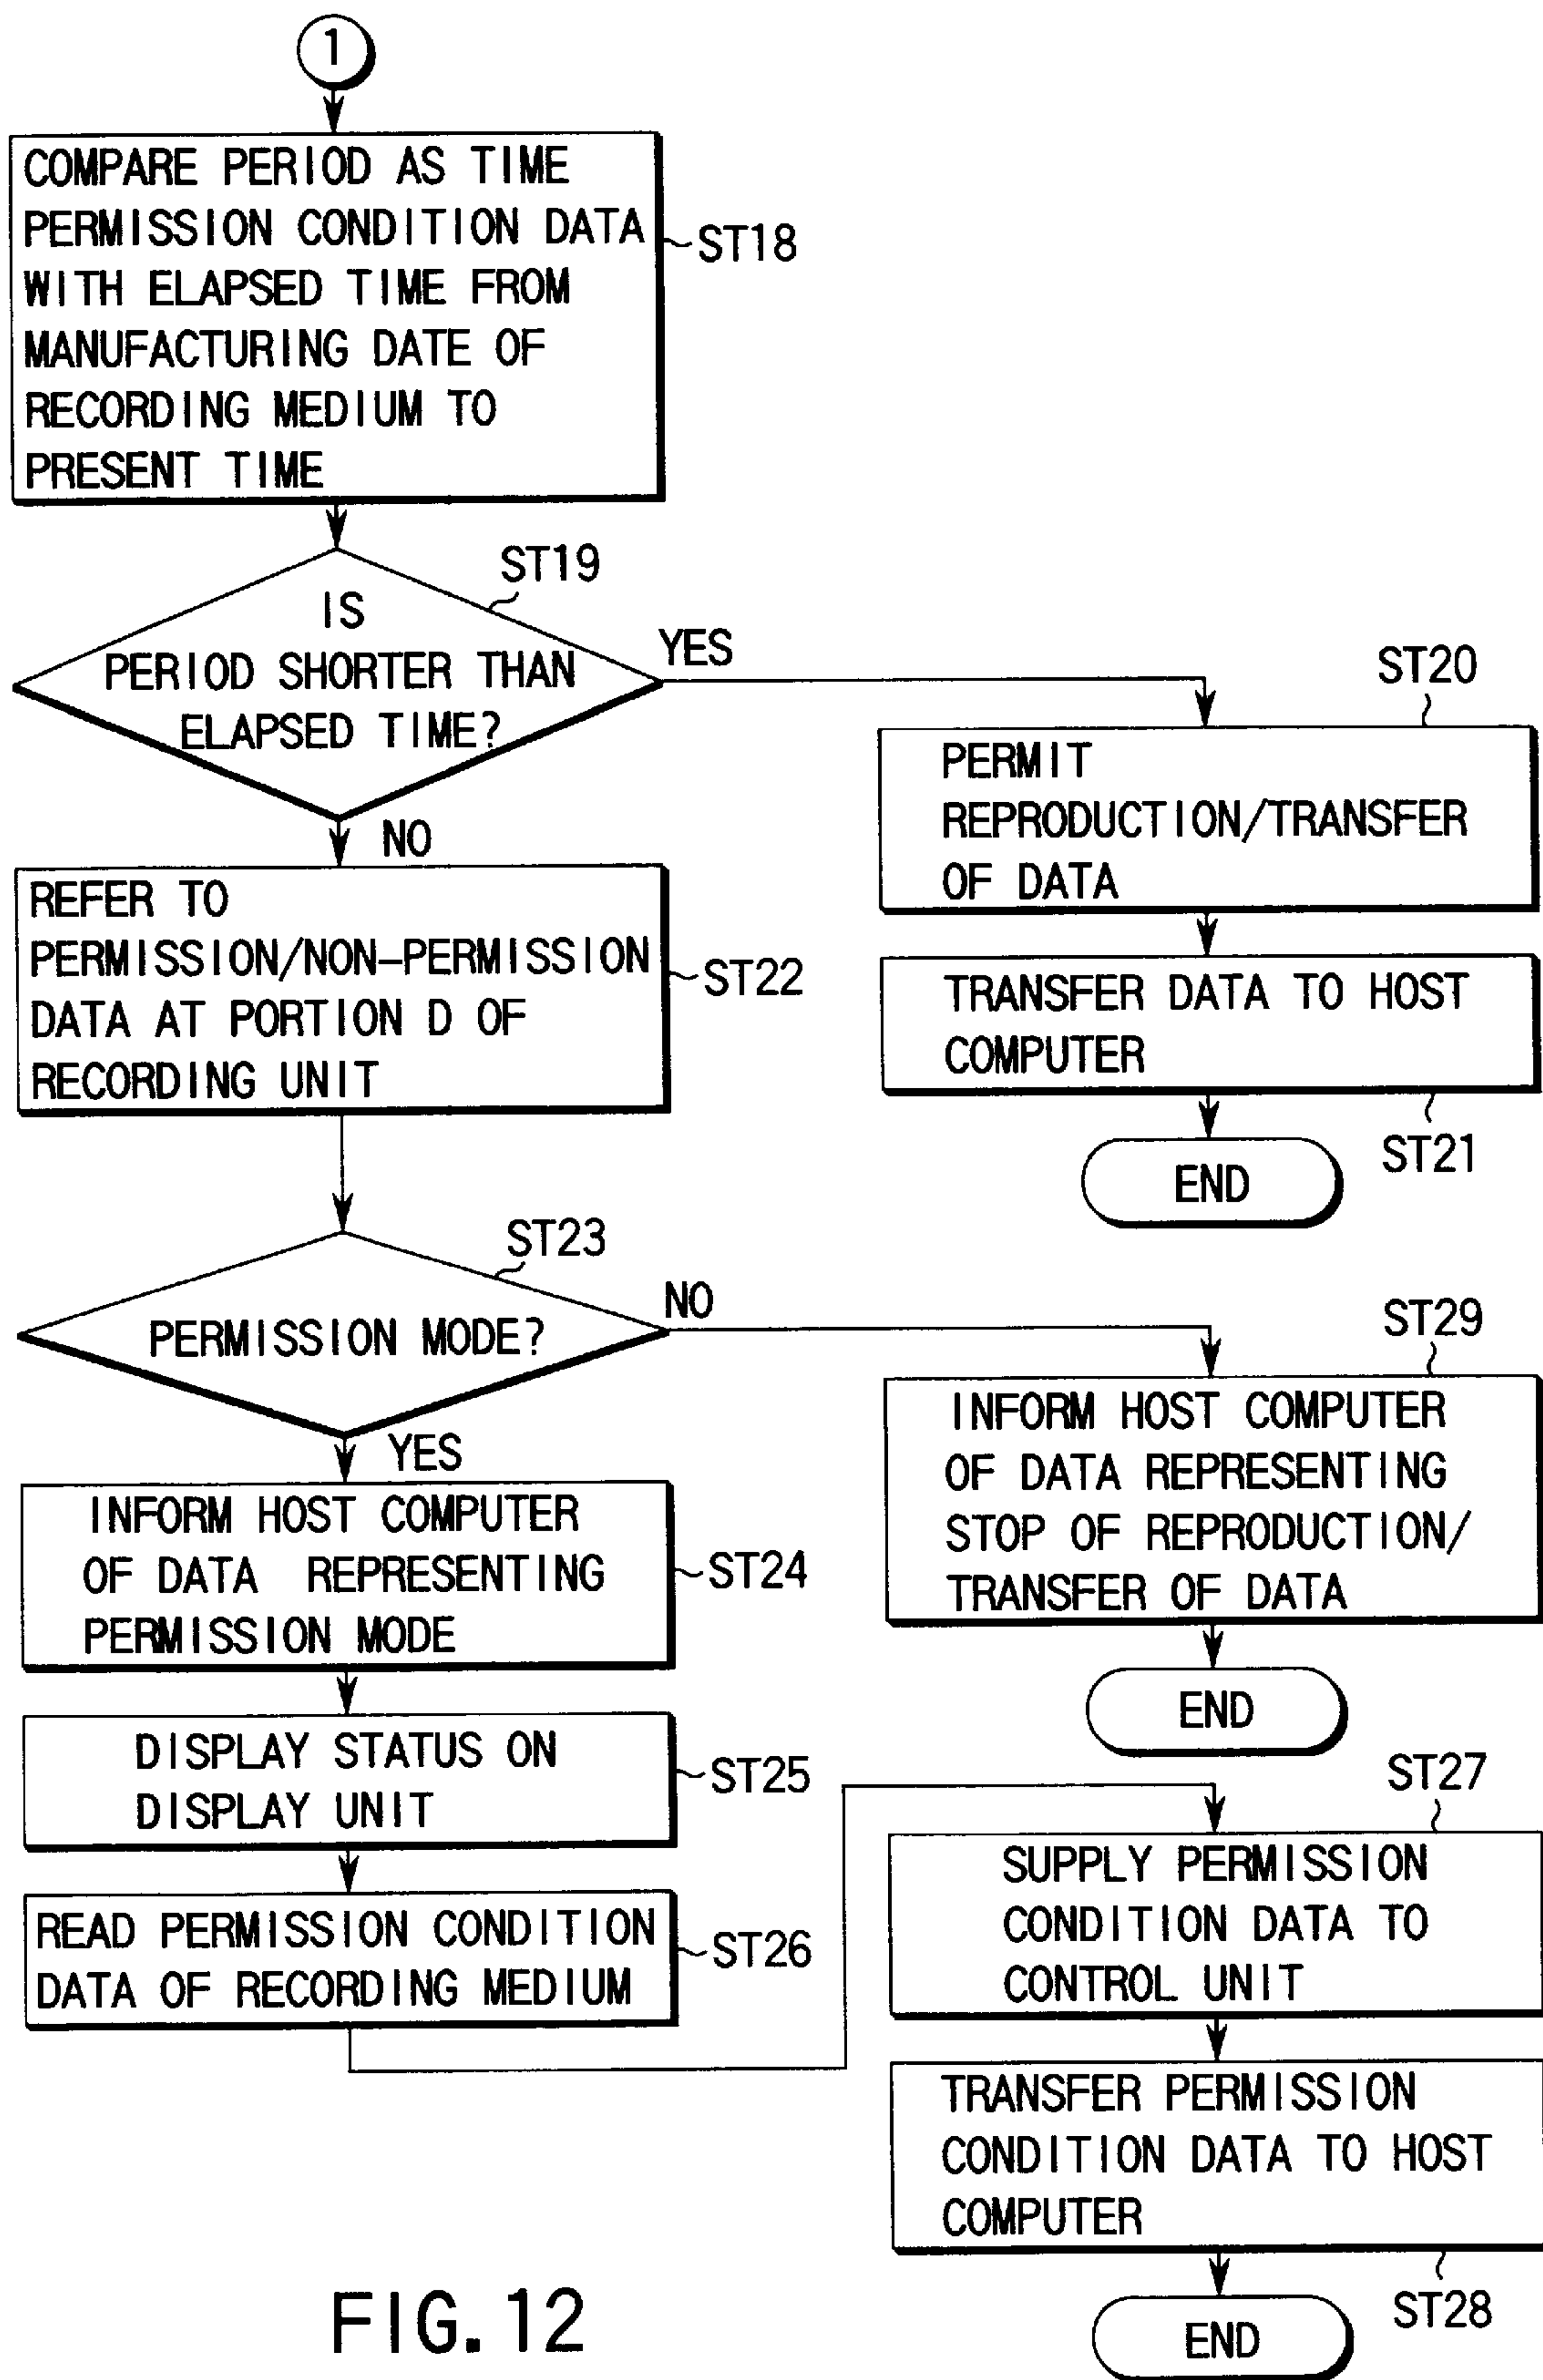 1
COMPARE PERIOD AS TIME
PERMISSION CONDITION DATA
WITH ELAPSED TIME FROM
MANUFACTURING DATE OF
RECORDING MEDIUM TO
PRESENT TIME
ST18
ST19
IS
PERIOD SHORTER THAN
ELAPSED TIME?
YES
NO
ST20
PERMIT
REPRODUCTION/TRANSFER
OF DATA
TRANSFER DATA TO HOST
COMPUTER
ST21
END
REFER TO
PERMISSION/NON-PERMISSION
DATA AT PORTION D OF
RECORDING UNIT
ST22
ST23
PERMISSION MODE?
NO
YES
ST29
INFORM HOST COMPUTER
OF DATA REPRESENTING
STOP OF REPRODUCTION/
TRANSFER OF DATA
END
INFORM HOST COMPUTER
OF DATA REPRESENTING
PERMISSION MODE
ST24
DISPLAY STATUS ON
DISPLAY UNIT
ST25
READ PERMISSION CONDITION
DATA OF RECORDING MEDIUM
ST26
ST27
SUPPLY PERMISSION
CONDITION DATA TO
CONTROL UNIT
TRANSFER PERMISSION
CONDITION DATA TO HOST
COMPUTER
ST28
END
FIG. 12